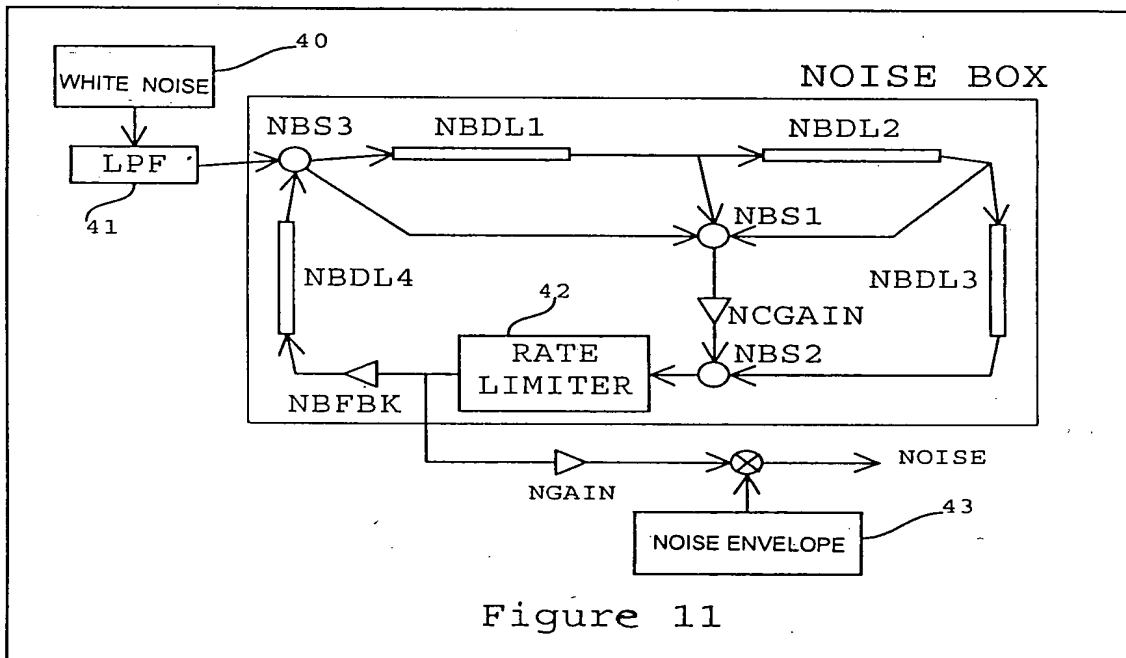 40
WHITE NOISE
NOISE BOX
NBS3
NBDL1
NBDL2
LPF
41
NBS1
NBDL4
NBDL3
42
NCGAIN
RATE
LIMITER
NBS2
NBFBK
NOISE
NGAIN
43
NOISE ENVELOPE
Figure 11